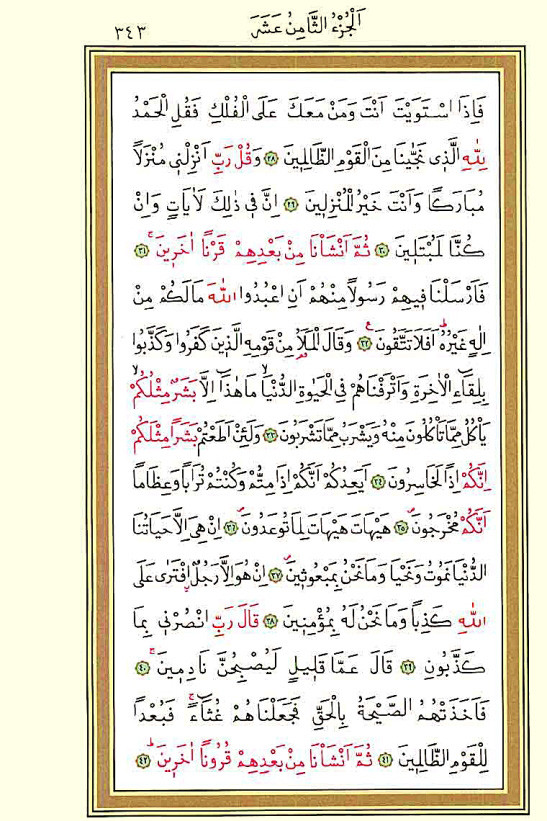 اَلْجُزْءُ الثَّامِنُ عَشَرَ
٣٤٣
فَاِذَا اسْتَوَيْتَ اَنْتَ وَمَنْ مَعَكَ عَلَى الْفُلْكِ فَقُلِ الْحَمْدُ
لِلّٰهِ الَّذٖى نَجّٰينَا مِنَ الْقَوْمِ الظَّالِمٖينَ ﴿٢٨﴾ وَقُلْ رَبِّ اَنْزِلْنٖى مُنْزَلًا
مُبَارَكًا وَاَنْتَ خَيْرُ الْمُنْزِلٖينَ ﴿٢٩﴾ اِنَّ فٖى ذٰلِكَ لَاٰيَاتٍ وَاِنْ
كُنَّا لَمُبْتَلٖينَ ﴿٣٠﴾ ثُمَّ اَنْشَأْنَا مِنْ بَعْدِهِمْ قَرْنًا اٰخَرٖينَۚ ﴿٣١﴾
فَاَرْسَلْنَا فٖيهِمْ رَسُولًا مِنْهُمْ اَنِ اعْبُدُوا اللّٰهَ مَا لَكُمْ مِنْ
اِلٰهٍ غَيْرُهُؕ اَفَلَا تَتَّقُونَࣖ ﴿٣٢﴾ وَقَالَ الْمَلَاُ مِنْ قَوْمِهِ الَّذٖينَ كَفَرُوا وَكَذَّبُوا
بِلِقَاءِ الْاٰخِرَةِ وَاَتْرَفْنَاهُمْ فِى الْحَيٰوةِ الدُّنْيَاۙ مَا هٰذَا اِلَّا بَشَرٌ مِثْلُكُمْۙ
يَأْكُلُ مِمَّا تَأْكُلُونَ مِنْهُ وَيَشْرَبُ مِمَّا تَشْرَبُونَ ﴿٣٣﴾ وَلَئِنْ اَطَعْتُمْ بَشَرًا مِثْلَكُمْ
اِنَّكُمْ اِذًا لَخَاسِرُونَ ﴿٣٤﴾ اَيَعِدُكُمْ اَنَّكُمْ اِذَا مِتُّمْ وَكُنْتُمْ تُرَابًا وَعِظَامًا
اَنَّكُمْ مُخْرَجُونَ ﴿٣٥﴾ هَيْهَاتَ هَيْهَاتَ لِمَا تُوعَدُونَ ﴿٣٦﴾ اِنْ هِىَ اِلَّا حَيَاتُنَا
الدُّنْيَا نَمُوتُ وَنَحْيَا وَمَا نَحْنُ بِمَبْعُوثٖينَ ﴿٣٧﴾ اِنْ هُوَ اِلَّا رَجُلٌ افْتَرٰى عَلَى
اللّٰهِ كَذِبًا وَمَا نَحْنُ لَهُ بِمُؤْمِنٖينَ ﴿٣٨﴾ قَالَ رَبِّ انْصُرْنٖى بِمَا
كَذَّبُونِ ﴿٣٩﴾ قَالَ عَمَّا قَلٖيلٍ لَيُصْبِحُنَّ نَادِمٖينَۚ ﴿٤٠﴾
فَاَخَذَتْهُمُ الصَّيْحَةُ بِالْحَقِّ فَجَعَلْنَاهُمْ غُثَاءًۚ فَبُعْدًا
لِلْقَوْمِ الظَّالِمٖينَ ﴿٤١﴾ ثُمَّ اَنْشَأْنَا مِنْ بَعْدِهِمْ قُرُونًا اٰخَرٖينَؕ ﴿٤٢﴾